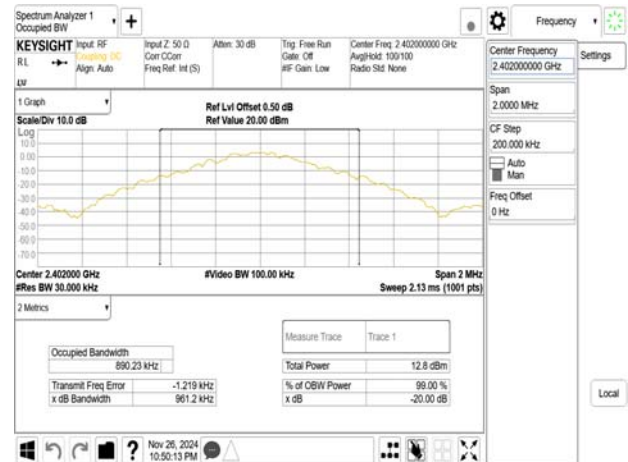 Spectrum Analyzer 1
Occupied BW
Frequency
KEYSIGHT
RL
Input: RF
Coupling: DC
Align: Auto
Input Z: 50 Ω
Corr CCorr
Freq Ref: Int (S)
Atten: 30 dB
Trig: Free Run
Gate: Off
#IF Gain: Low
Center Freq: 2.402000000 GHz
Avg|Hold: 100/100
Radio Std: None
Center Frequency
2.402000000 GHz
Settings
Span
2.0000 MHz
CF Step
200.000 kHz
Auto
Man
Freq Offset
0 Hz
1 Graph
Scale/Div 10.0 dB
Ref Lvl Offset 0.50 dB
Ref Value 20.00 dBm
Log
10.0
0.00
-10.0
-20.0
-30.0
-40.0
-50.0
-60.0
-70.0
Center 2.402000 GHz
#Res BW 30.000 kHz
#Video BW 100.00 kHz
Span 2 MHz
Sweep 2.13 ms (1001 pts)
2 Metrics
Measure Trace
Trace 1
Occupied Bandwidth
890.23 kHz
Total Power
12.8 dBm
Transmit Freq Error
-1.219 kHz
% of OBW Power
99.00 %
x dB Bandwidth
961.2 kHz
x dB
-20.00 dB
Local
Nov 26, 2024
10:50:13 PM